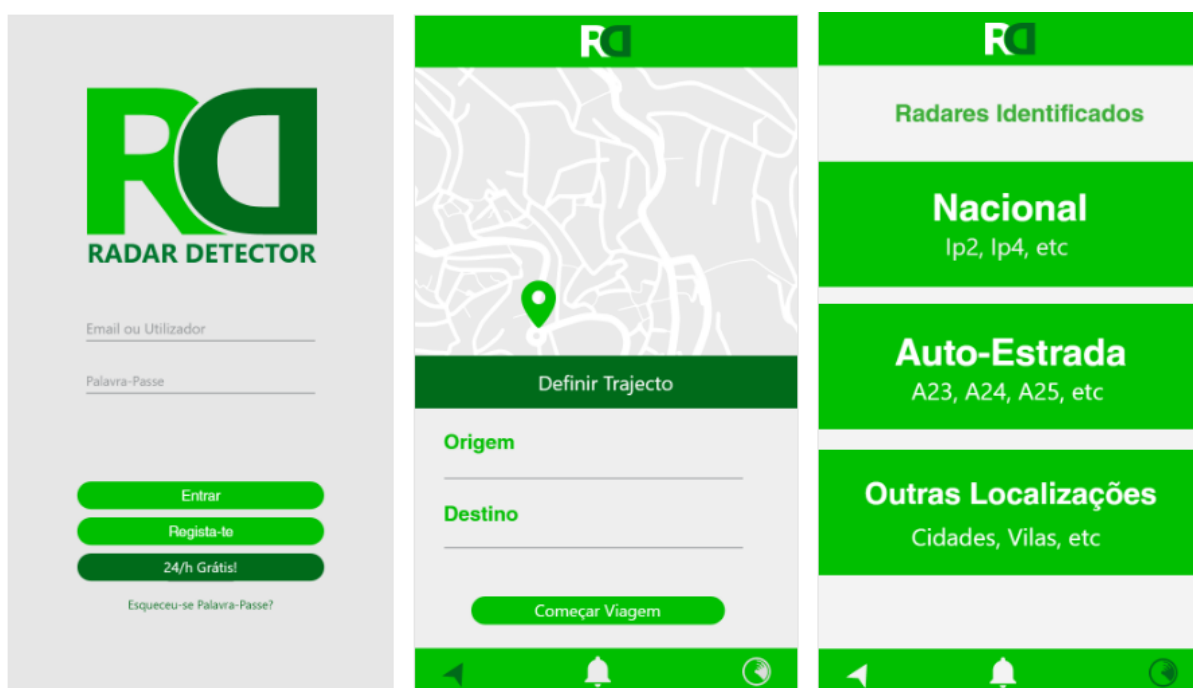 RD
RADAR DETECTOR
Email ou Utilizador
Palavra-Passe
Entrar
Regista-te
24/h Grátis!
Esqueceu-se Palavra-Passe?
RD
Definir Trajecto
Origem
Destino
Começar Viagem
RD
Radares Identificados
Nacional
Ip2, Ip4, etc
Auto-Estrada
A23, A24, A25, etc
Outras Localizações
Cidades, Vilas, etc